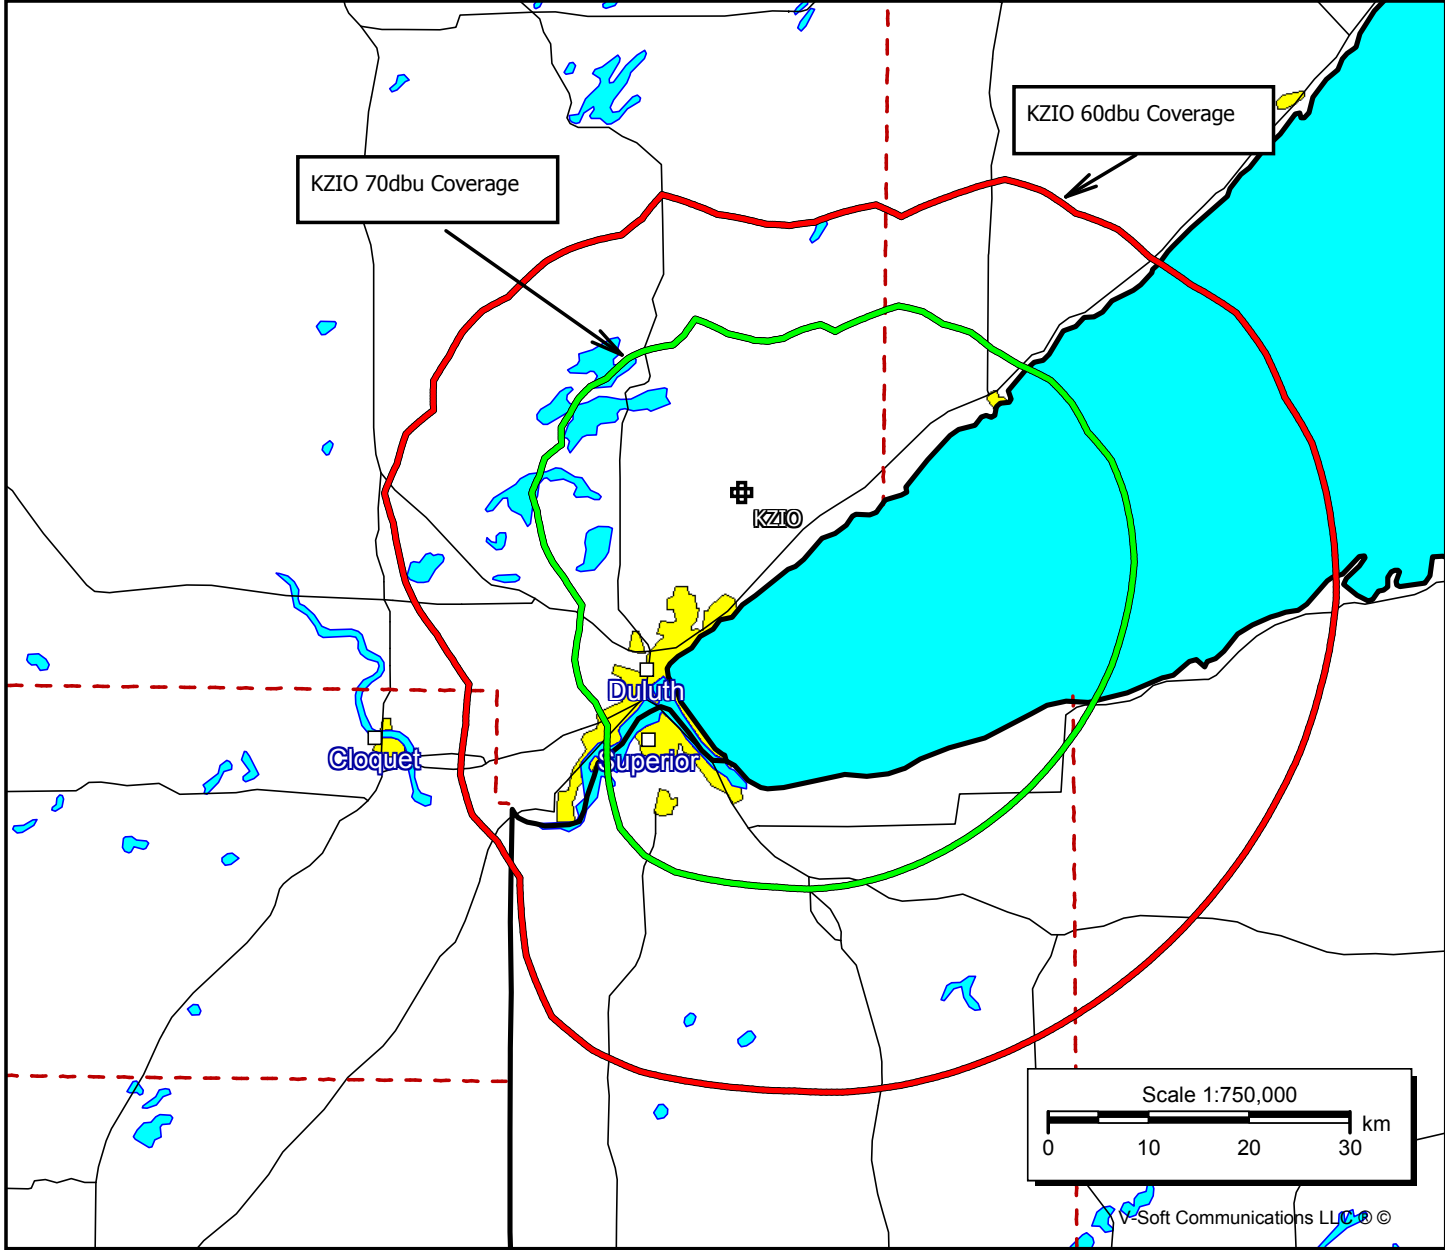 KZIO 60dbu Coverage
KZIO 70dbu Coverage
KZIO
Duluth
Superior
Cloquet
Scale 1:750,000
km
0 10 20 30
V-Soft Communications LLC ® ©